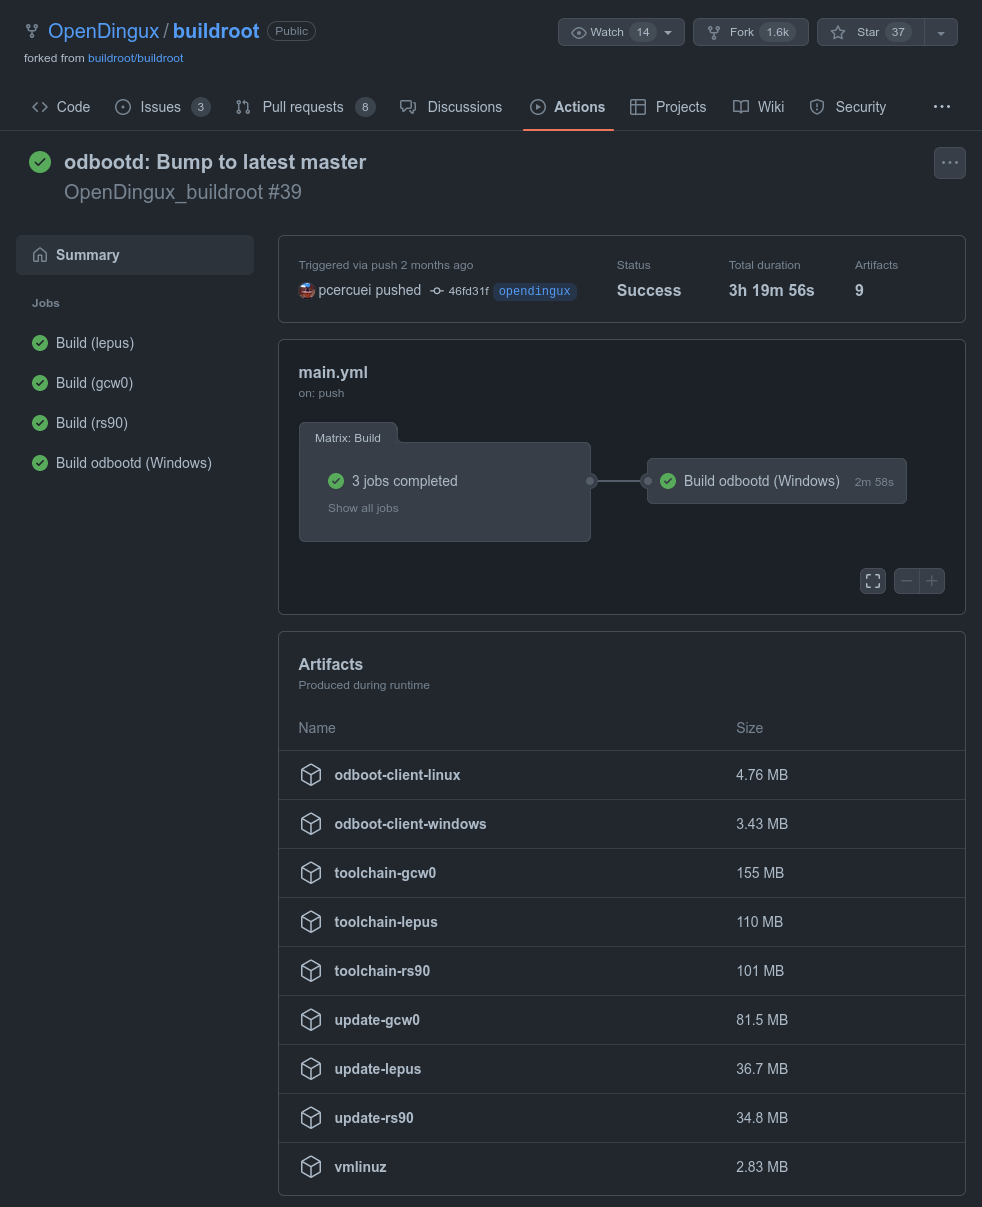 OpenDingux / buildroot Public
Watch 14 Fork 1.6k Star 37
forked from buildroot/buildroot
Code Issues 3 Pull requests 8 Discussions Actions Projects Wiki Security
odbootd: Bump to latest master
OpenDingux_buildroot #39
Summary
Jobs
Build (lepus)
Build (gcw0)
Build (rs90)
Build odbootd (Windows)
Triggered via push 2 months ago Status Total duration Artifacts
pcercuei pushed 46fd31f opendingux Success 3h 19m 56s 9
main.yml
on: push
Matrix: Build
3 jobs completed
Show all jobs
Build odbootd (Windows) 2m 58s
Artifacts
Produced during runtime
Name Size
odboot-client-linux 4.76 MB
odboot-client-windows 3.43 MB
toolchain-gcw0 155 MB
toolchain-lepus 110 MB
toolchain-rs90 101 MB
update-gcw0 81.5 MB
update-lepus 36.7 MB
update-rs90 34.8 MB
vmlinuz 2.83 MB